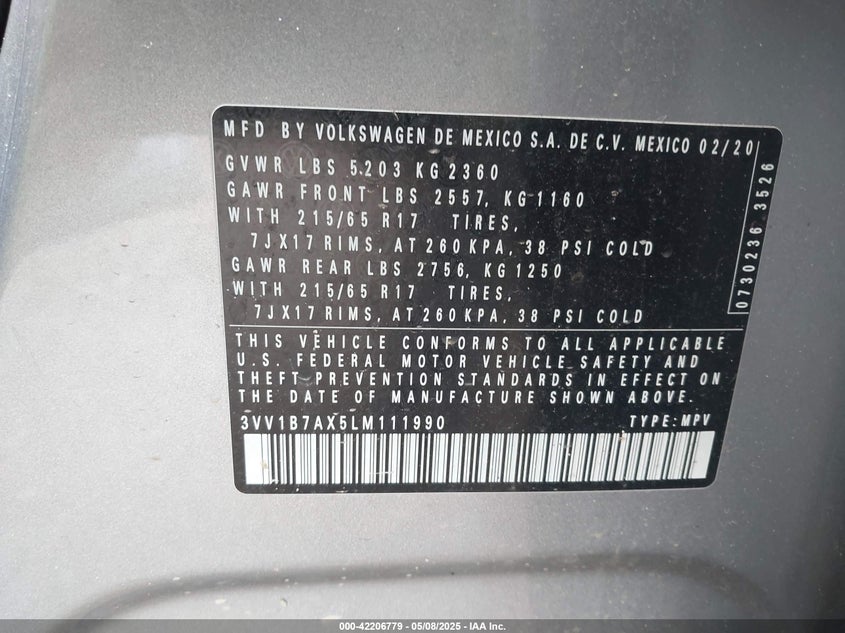 MFD BY VOLKSWAGEN DE MEXICO S.A. DE C.V. MEXICO 02/20
GVWR LBS 5203 KG 2360
GAWR FRONT LBS 2557, KG 1160
WITH 215/65 R17 TIRES,
7JX17 RIMS, AT 260 KPA, 38 PSI COLD
GAWR REAR LBS 2756, KG 1250
WITH 215/65 R17 TIRES,
7JX17 RIMS, AT 260 KPA, 38 PSI COLD
0730236 3526
THIS VEHICLE CONFORMS TO ALL APPLICABLE
U.S. FEDERAL MOTOR VEHICLE SAFETY AND
THEFT PREVENTION STANDARDS IN EFFECT ON
THE DATE OF MANUFACTURE SHOWN ABOVE.
3VV1B7AX5LM111990 TYPE: MPV
000-42206779 - 05/08/2025 - IAA Inc.